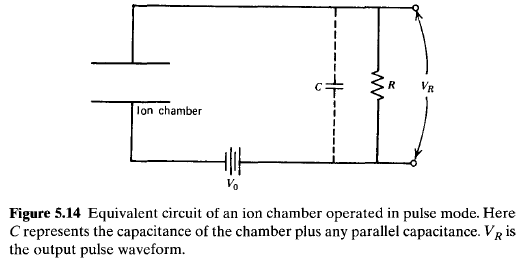 C
R
V_R
Ion chamber
V_0
Figure 5.14 Equivalent circuit of an ion chamber operated in pulse mode. Here
C represents the capacitance of the chamber plus any parallel capacitance. V_R is
the output pulse waveform.